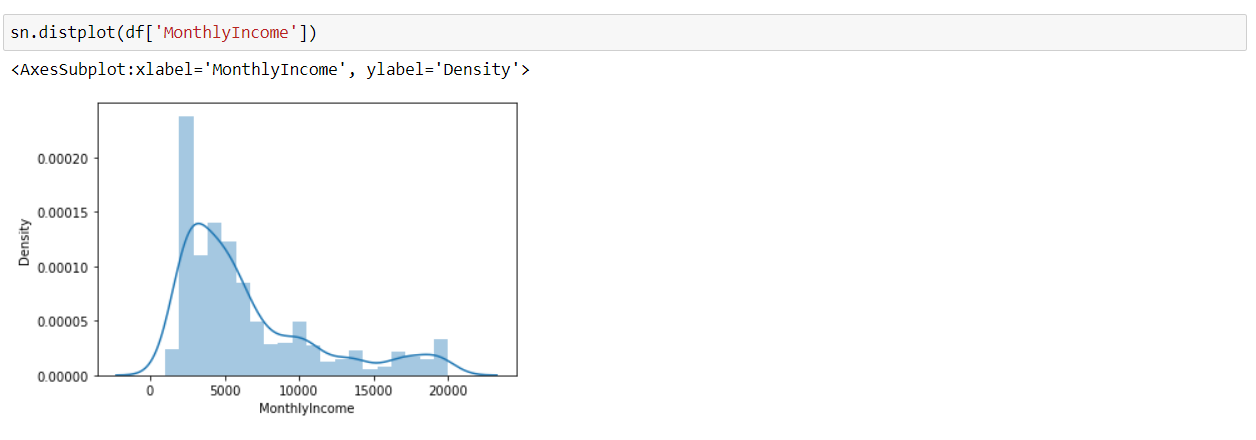 sn.distplot(df['MonthlyIncome'])
<AxesSubplot:xlabel='MonthlyIncome', ylabel='Density'>
0.00020
0.00015
0.00010
0.00005
0.00000
Density
0 5000 10000 15000 20000
MonthlyIncome